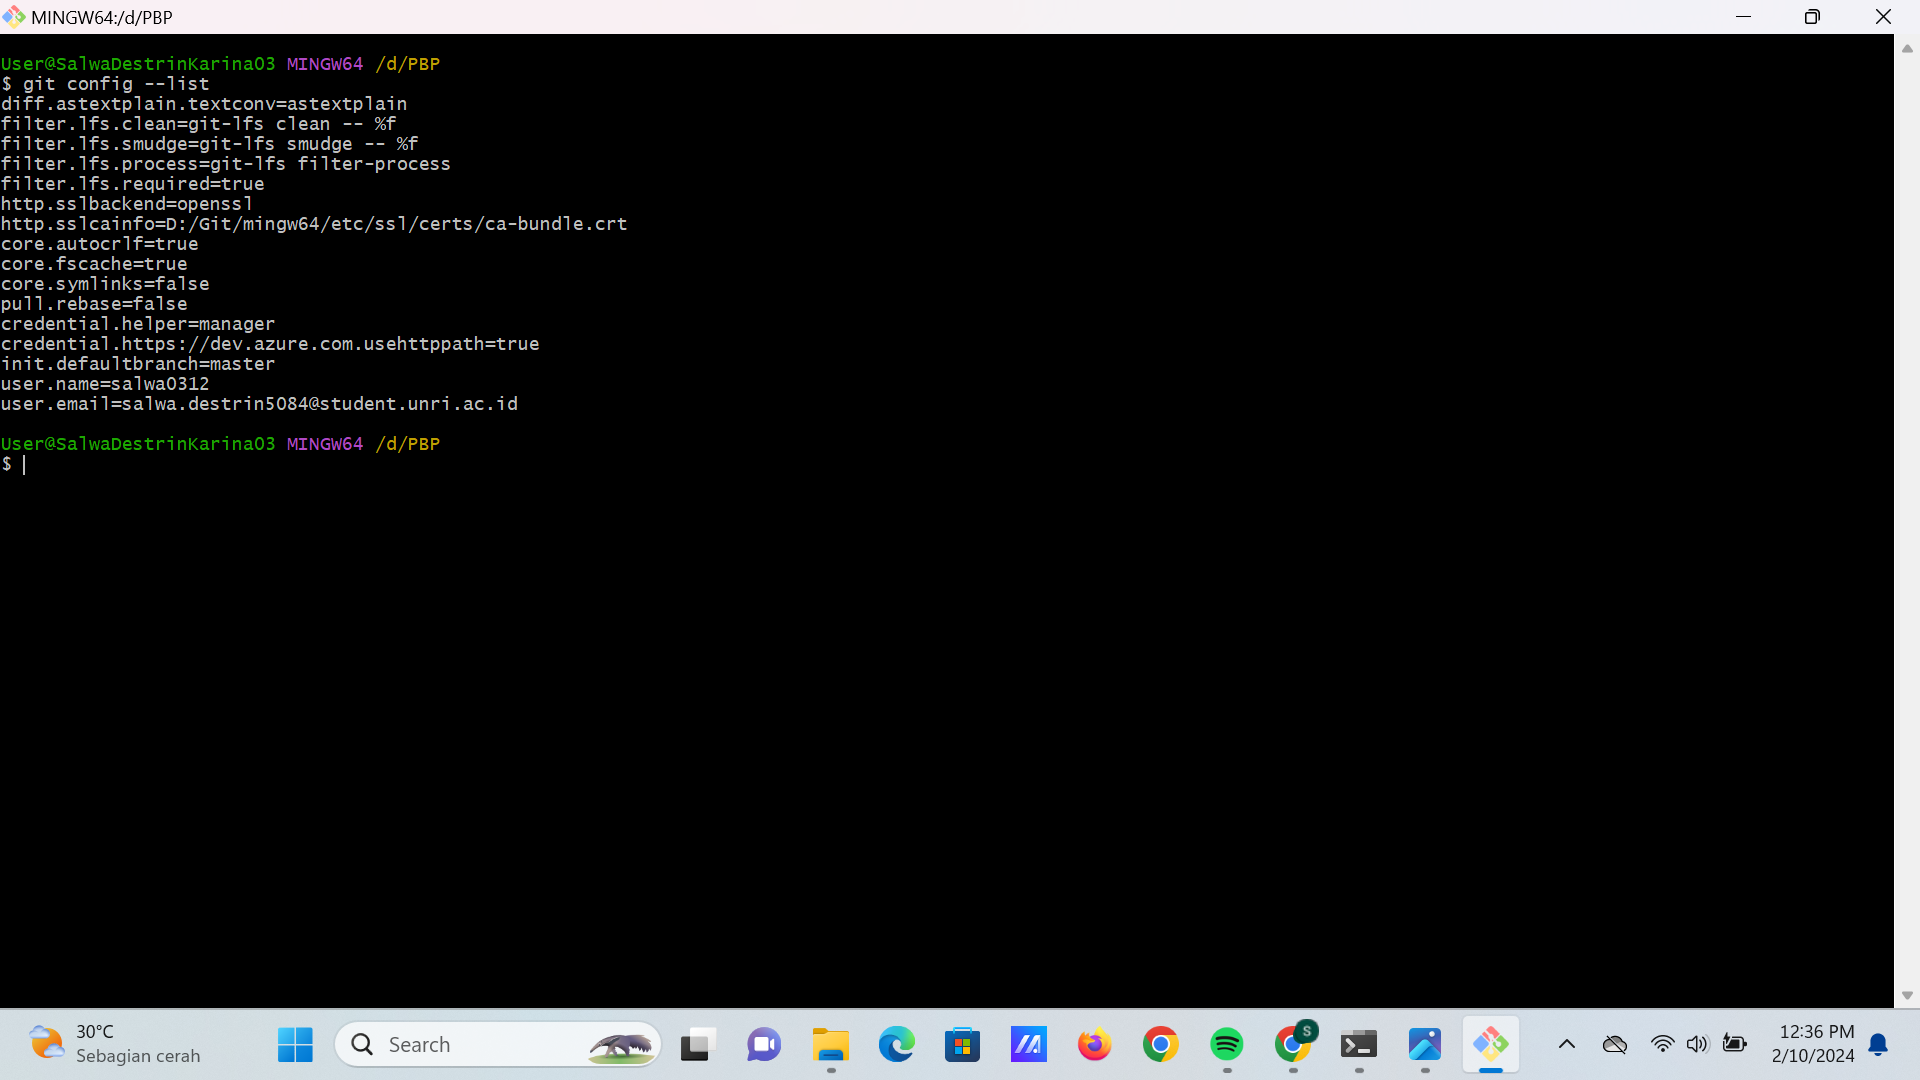 MINGW64:/d/PBP
User@SalwaDestrinKarina03 MINGW64 /d/PBP
$ git config --list
diff.astextplain.textconv=astextplain
filter.lfs.clean=git-lfs clean -- %f
filter.lfs.smudge=git-lfs smudge -- %f
filter.lfs.process=git-lfs filter-process
filter.lfs.required=true
http.sslbackend=openssl
http.sslcainfo=D:/Git/mingw64/etc/ssl/certs/ca-bundle.crt
core.autocrlf=true
core.fscache=true
core.symlinks=false
pull.rebase=false
credential.helper=manager
credential.https://dev.azure.com.usehttppath=true
init.defaultbranch=master
user.name=salwa0312
user.email=salwa.destrin5084@student.unri.ac.id
User@SalwaDestrinKarina03 MINGW64 /d/PBP
$
30°C
Sebagian cerah
Search
S
12:36 PM
2/10/2024